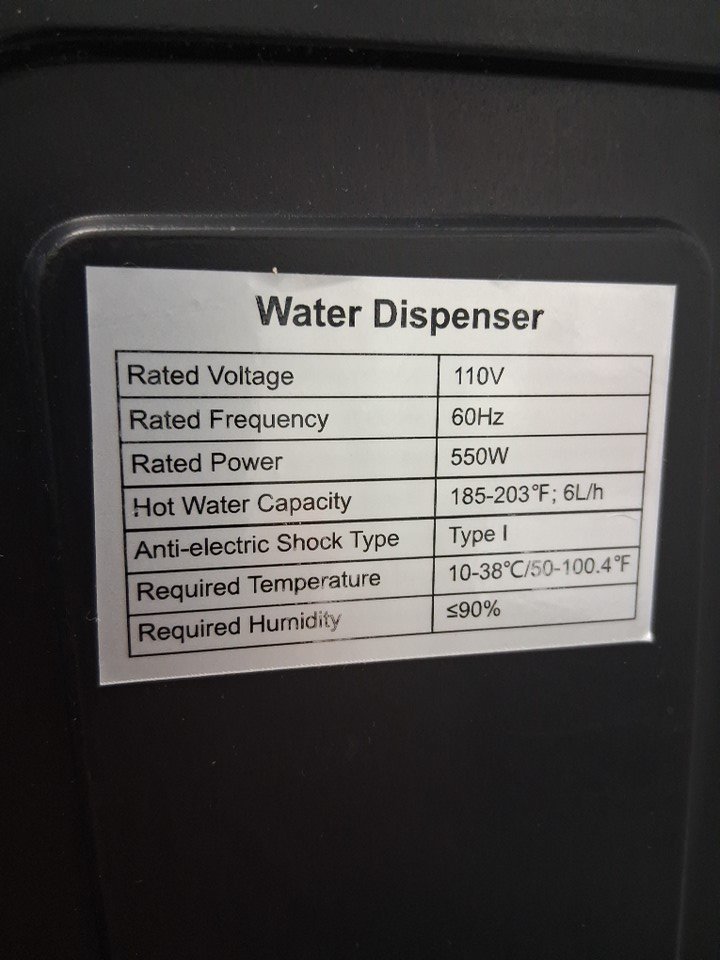 Water Dispenser
Rated Voltage 110V
Rated Frequency 60Hz
Rated Power 550W
Hot Water Capacity 185-203℉; 6L/h
Anti-electric Shock Type Type I
Required Temperature 10-38℃/50-100.4℉
Required Humidity ≤90%